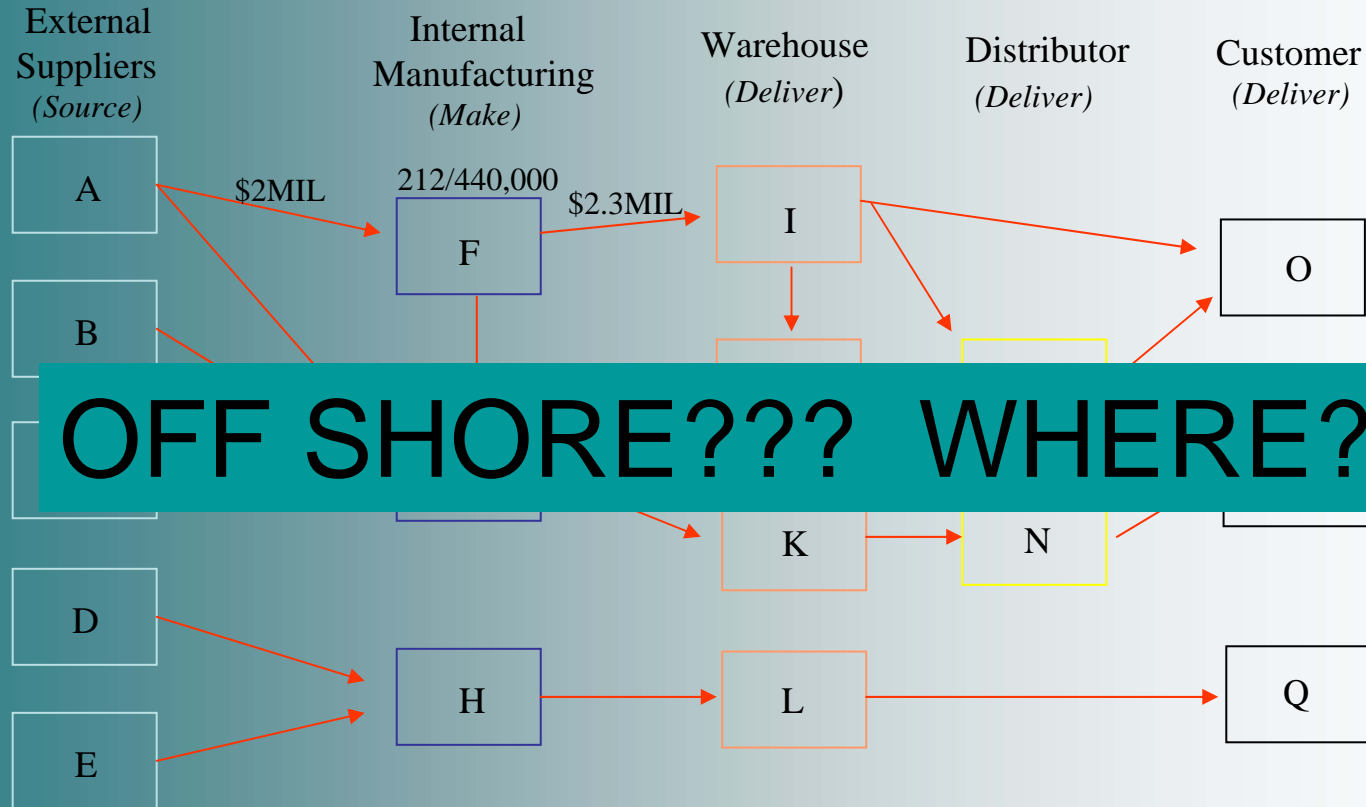 External
Suppliers
(Source)
Internal
Manufacturing
(Make)
Warehouse
(Deliver)
Distributor
(Deliver)
Customer
(Deliver)
A
$2MIL
212/440,000
F
$2.3MIL
I
O
B
OFF SHORE??? WHERE?
K
N
D
H
L
Q
E